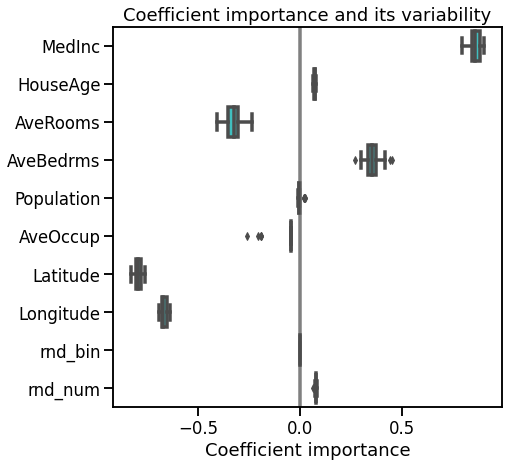 Coefficient importance and its variability
MedInc
HouseAge
AveRooms
AveBedrms
Population
AveOccup
Latitude
Longitude
rnd_bin
rnd_num
−0.5 0.0 0.5
Coefficient importance